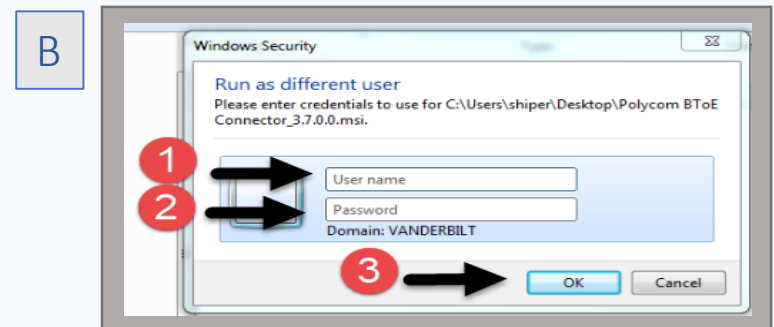 B
Windows Security
Run as different user
Please enter credentials to use for C:\Users\shiper\Desktop\Polycom BToE
Connector_3.7.0.0.msi.
1
User name
2
Password
Domain: VANDERBILT
3
OK
Cancel